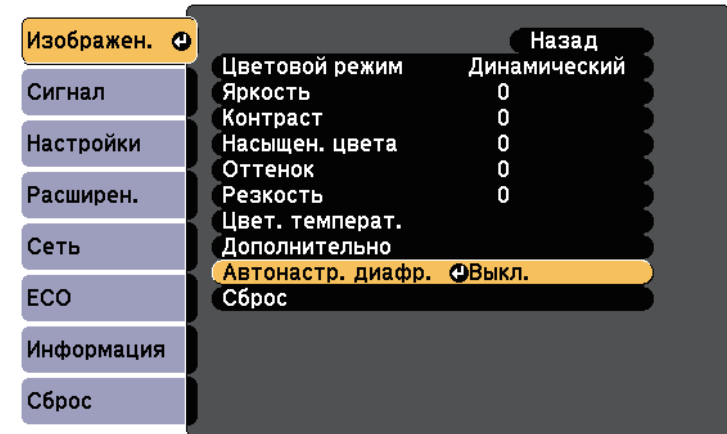 Изображен.
Сигнал
Настройки
Расширен.
Сеть
ECO
Информация
Сброс
Назад
Цветовой режим Динамический
Яркость 0
Контраст 0
Насыщен. цвета 0
Оттенок 0
Резкость 0
Цвет. температ.
Дополнительно
Автонастр. диафр. Выкл.
Сброс